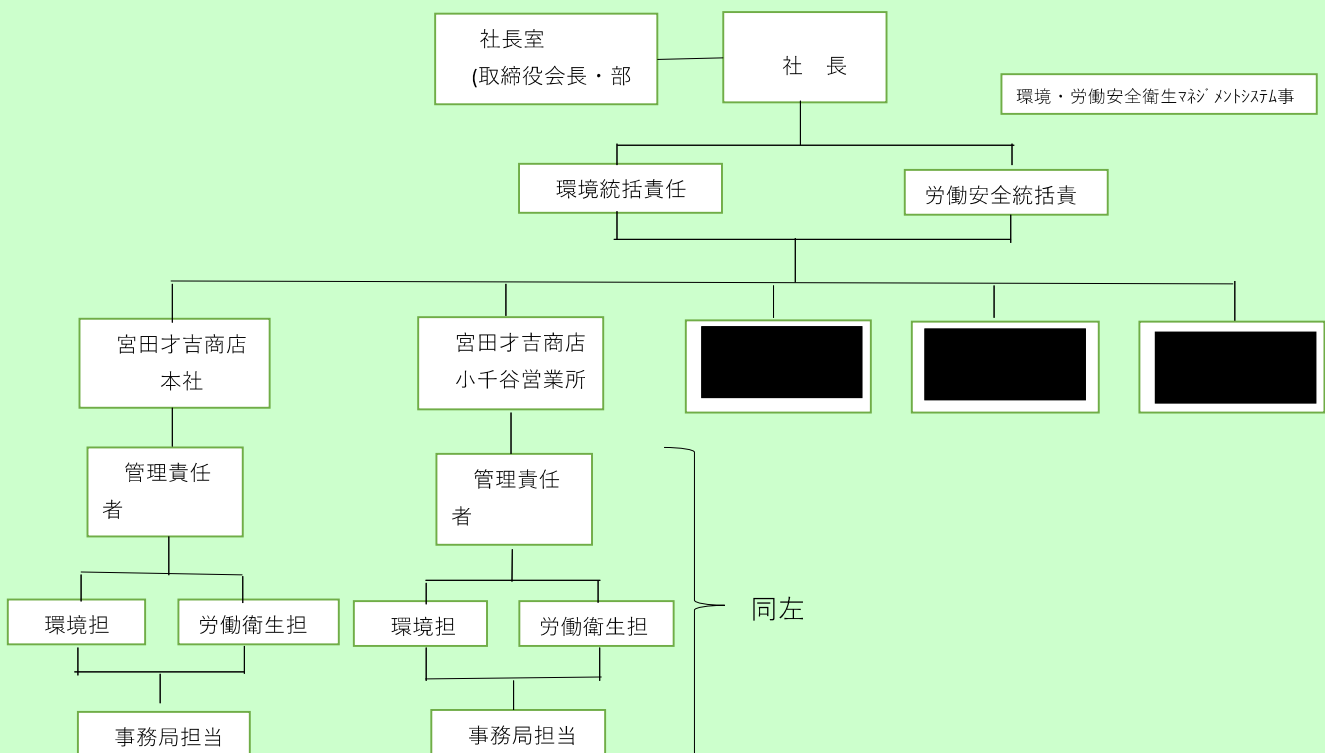 社長室
(取締役会長・部
社　長
環境・労働安全衛生ﾏﾈｼﾞﾒﾝﾄｼｽﾃﾑ事
環境統括責任
労働安全統括責
宮田才吉商店
本社
宮田才吉商店
小千谷営業所
管理責任
者
管理責任
者
環境担
労働衛生担
環境担
労働衛生担
同左
事務局担当
事務局担当